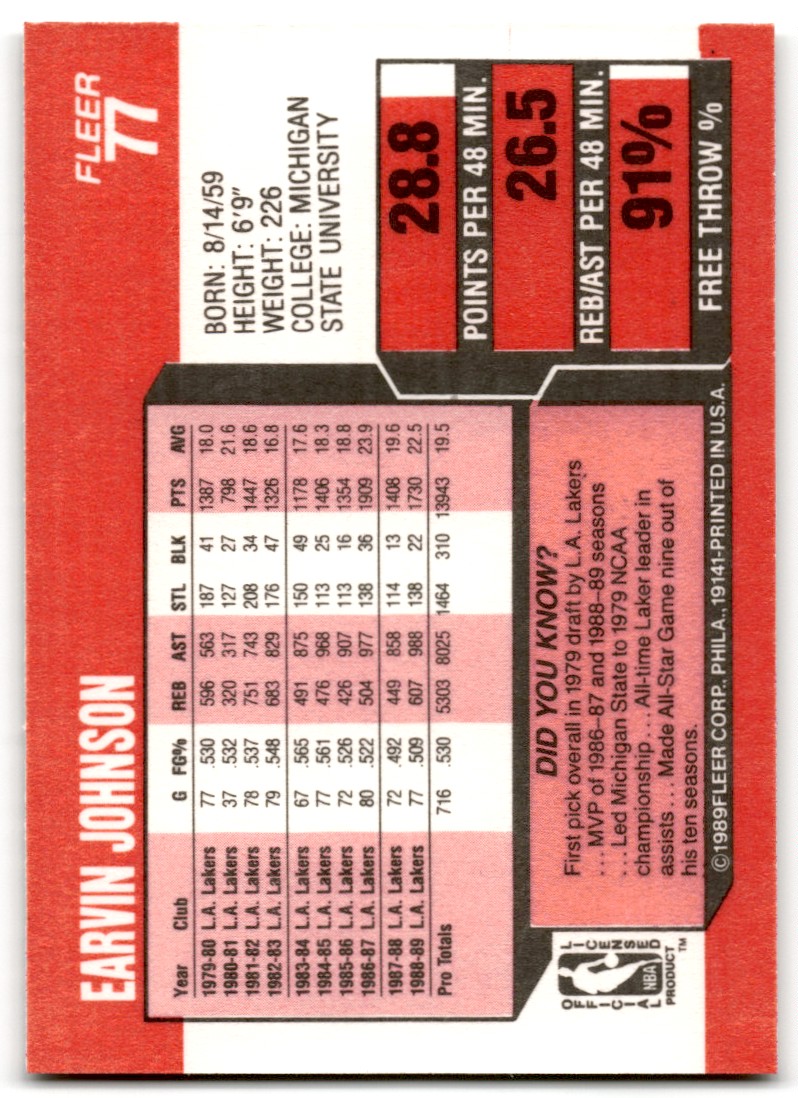 EARVIN JOHNSON
FLEER
77
Year Club G FG% REB AST STL BLK PTS AVG
1979-80 L.A. Lakers 77 .530 596 563 187 41 1387 18.0
1980-81 L.A. Lakers 37 .532 320 317 127 27 798 21.6
1981-82 L.A. Lakers 78 .537 751 743 208 34 1447 18.6
1982-83 L.A. Lakers 79 .548 683 829 176 47 1326 16.8
1983-84 L.A. Lakers 67 .565 491 875 150 49 1178 17.6
1984-85 L.A. Lakers 77 .561 476 968 113 25 1406 18.3
1985-86 L.A. Lakers 72 .526 426 907 113 16 1354 18.8
1986-87 L.A. Lakers 80 .522 504 977 138 36 1909 23.9
1987-88 L.A. Lakers 72 .492 449 858 114 13 1408 19.6
1988-89 L.A. Lakers 77 .509 607 988 138 22 1730 22.5
Pro Totals 716 .530 5303 8025 1464 310 13943 19.5
BORN: 8/14/59
HEIGHT: 6'9"
WEIGHT: 226
COLLEGE: MICHIGAN
STATE UNIVERSITY
28.8
POINTS PER 48 MIN.
26.5
REB/AST PER 48 MIN.
91%
FREE THROW %
DID YOU KNOW?
First pick overall in 1979 draft by L.A. Lakers
... MVP of 1986–87 and 1988–89 seasons
... Led Michigan State to 1979 NCAA
championship ... All-time Laker leader in
assists ... Made All-Star Game nine out of
his ten seasons.
OFFICIAL LICENSED
NBA
PRODUCT™
©1989FLEER CORP., PHILA., 19141-PRINTED IN U.S.A.